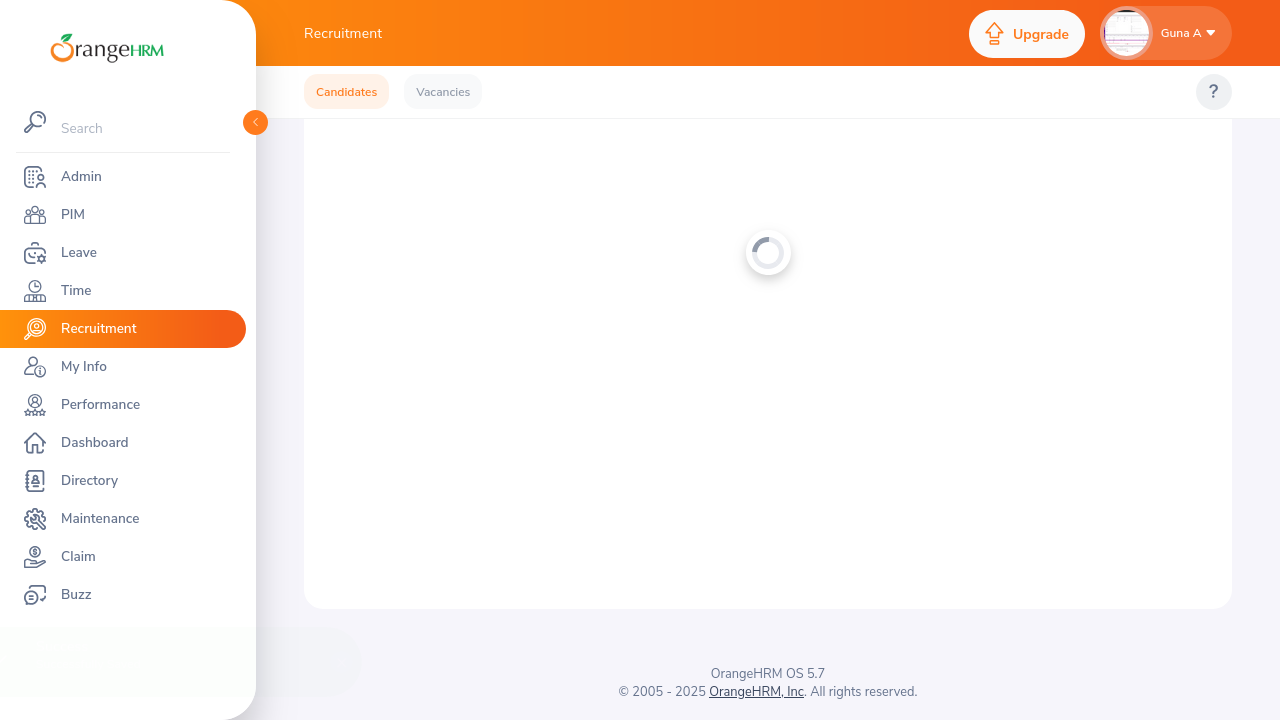 OrangeHRM
Recruitment
Upgrade
Guna A
Candidates
Vacancies
?
Search
Admin
PIM
Leave
Time
Recruitment
My Info
Performance
Dashboard
Directory
Maintenance
Claim
Buzz
OrangeHRM OS 5.7
© 2005 - 2025 OrangeHRM, Inc. All rights reserved.